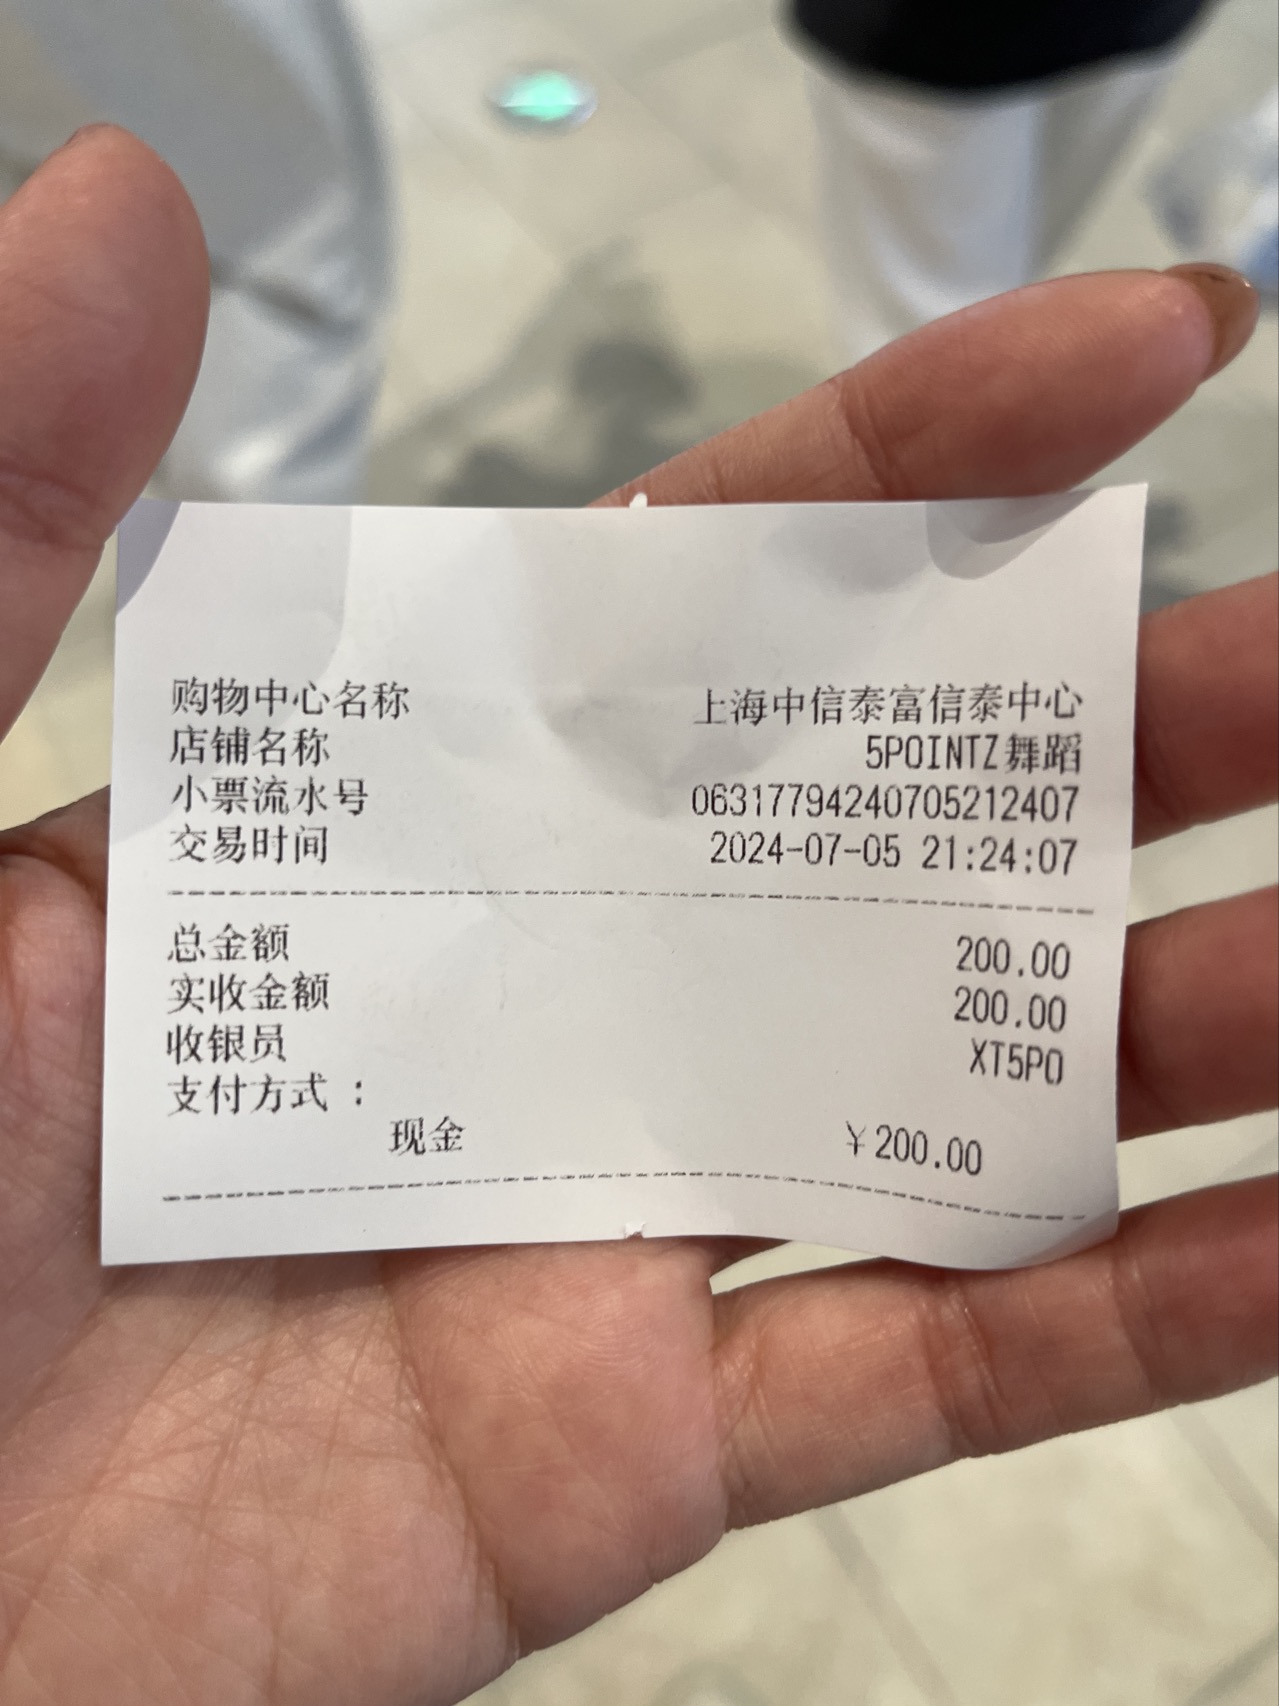 购物中心名称 上海中信泰富信泰中心
店铺名称 5POINTZ舞蹈
小票流水号 06317794240705212407
交易时间 2024-07-05 21:24:07
总金额 200.00
实收金额 200.00
收银员 XT5PO
支付方式 :
现金 ¥200.00